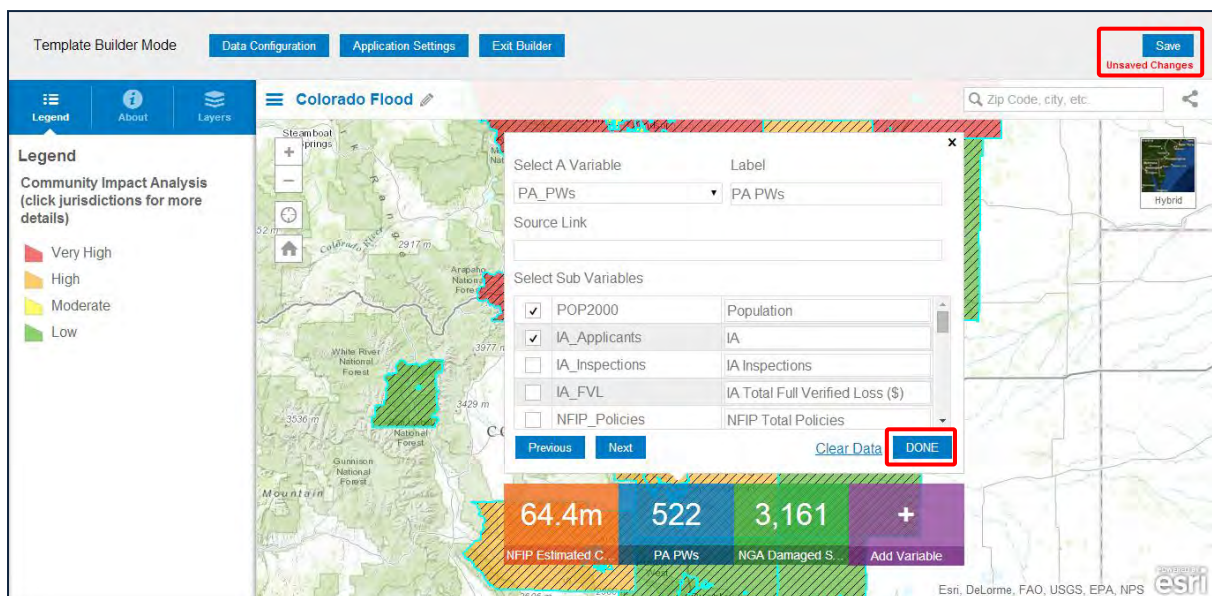 Template Builder Mode
Data Configuration
Application Settings
Exit Builder
Save
Unsaved Changes
Legend
About
Layers
Colorado Flood
Zip Code, city, etc.
Legend
Community Impact Analysis
(click jurisdictions for more
details)
Very High
High
Moderate
Low
Steamboat
Springs
2917 m
Colorado River
Arapaho
National
White River
National
Forest
3977 m
3429 m
3536 m
National
Forest
Gunnison
National
Forest
Mountain
Hybrid
x
Select A Variable
Label
PA_PWs
PA PWs
Source Link
Select Sub Variables
POP2000
Population
IA_Applicants
IA
IA_Inspections
IA Inspections
IA_FVL
IA Total Full Verified Loss ($)
NFIP_Policies
NFIP Total Policies
Previous
Next
Clear Data
DONE
64.4m
NFIP Estimated C...
522
PA PWs
3,161
NGA Damaged S...
+
Add Variable
Esri, DeLorme, FAO, USGS, EPA, NPS
POWERED BY
esri